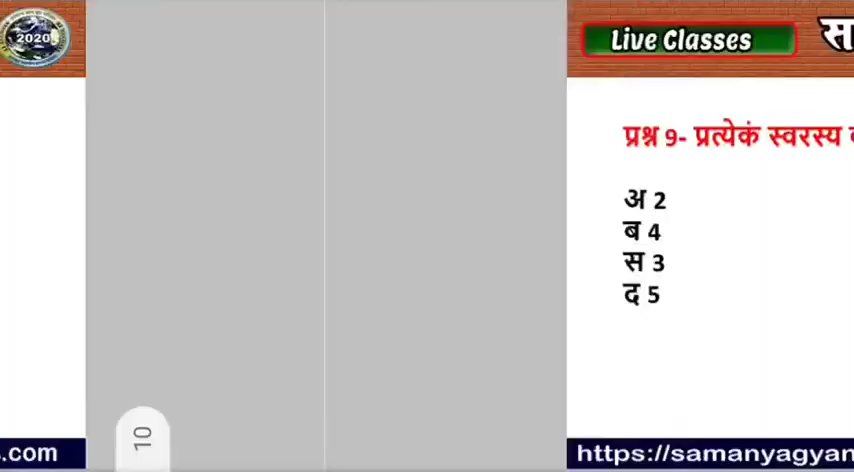 2020
Live Classes
स
प्रश्न 9- प्रत्येकं स्वरस्य
अ 2
ब 4
स 3
द 5
10
.com
https://samanyagyan